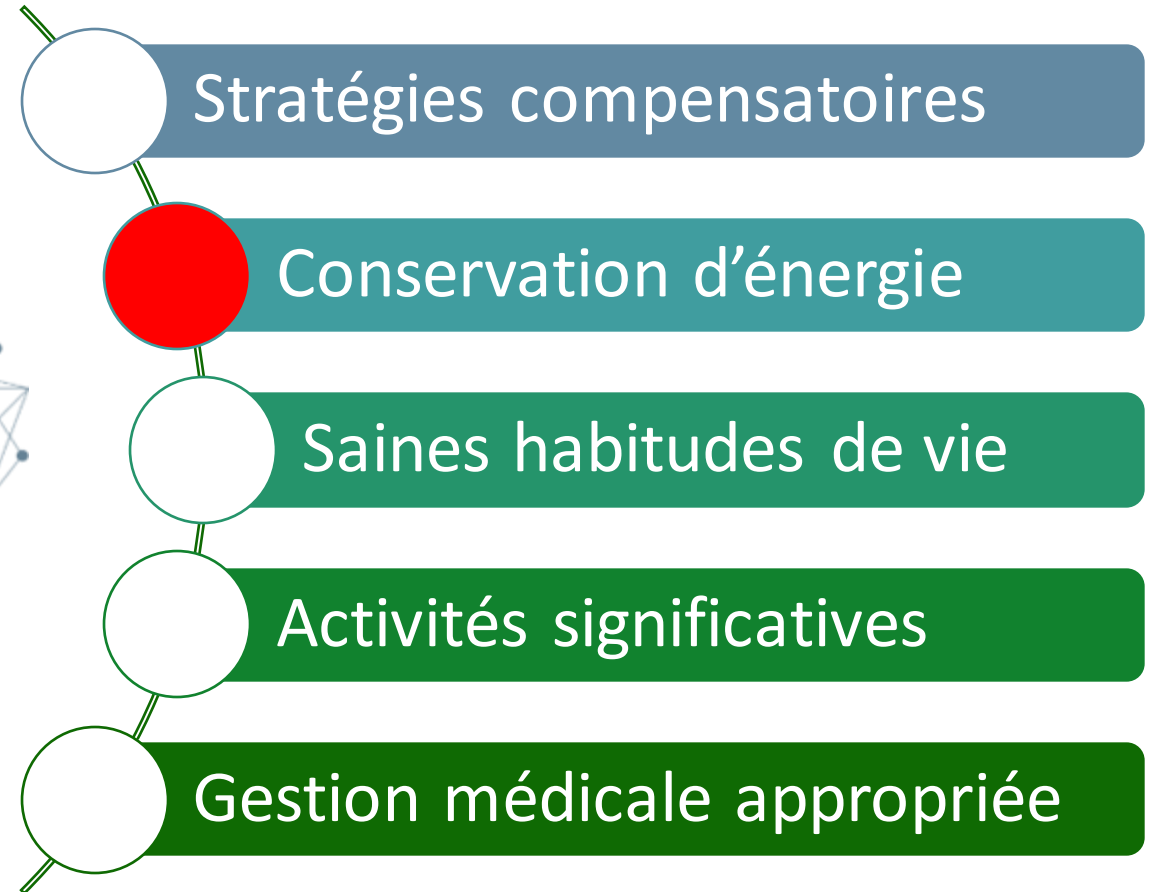 Stratégies compensatoires
Conservation d’énergie
Saines habitudes de vie
Activités significatives
Gestion médicale appropriée